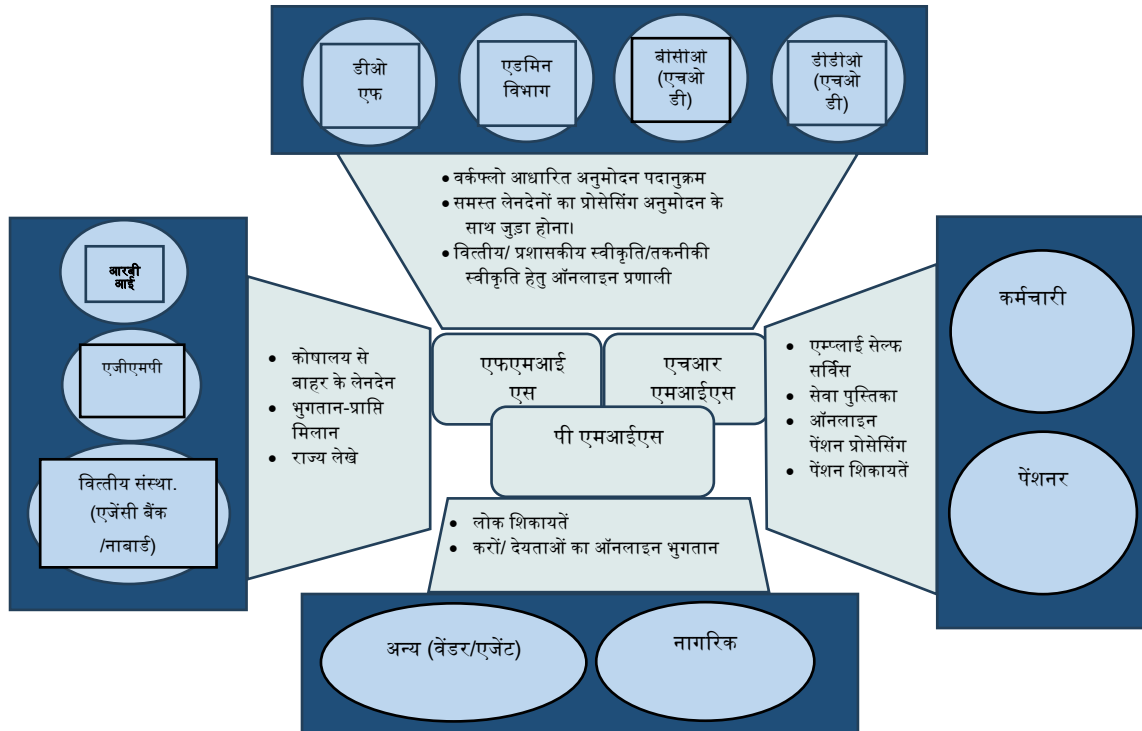 डीओ
एफ
एडमिन
विभाग
बीसीओ
(एचओ
डी)
डीडीओ
(एचओ
डी)
• वर्कफ्लो आधारित अनुमोदन पदानुक्रम
• समस्त लेनदेनों का प्रोसेसिंग अनुमोदन के
साथ जुड़ा होना।
• वित्तीय/ प्रशासकीय स्वीकृति/तकनीकी
स्वीकृति हेतु ऑनलाइन प्रणाली
आरबी
आई
एजीएमपी
वित्तीय संस्था.
(एजेंसी बैंक
/नाबार्ड)
• कोषालय से
बाहर के लेनदेन
• भुगतान-प्राप्ति
मिलान
• राज्य लेखे
एफएमआई
एस
एचआर
एमआईएस
पी एमआईएस
• एम्प्लाई सेल्फ
सर्विस
• सेवा पुस्तिका
• ऑनलाइन
पेंशन प्रोसेसिंग
• पेंशन शिकायतें
कर्मचारी
पेंशनर
• लोक शिकायतें
• करों/ देयताओं का ऑनलाइन भुगतान
अन्य (वेंडर/एजेंट)
नागरिक